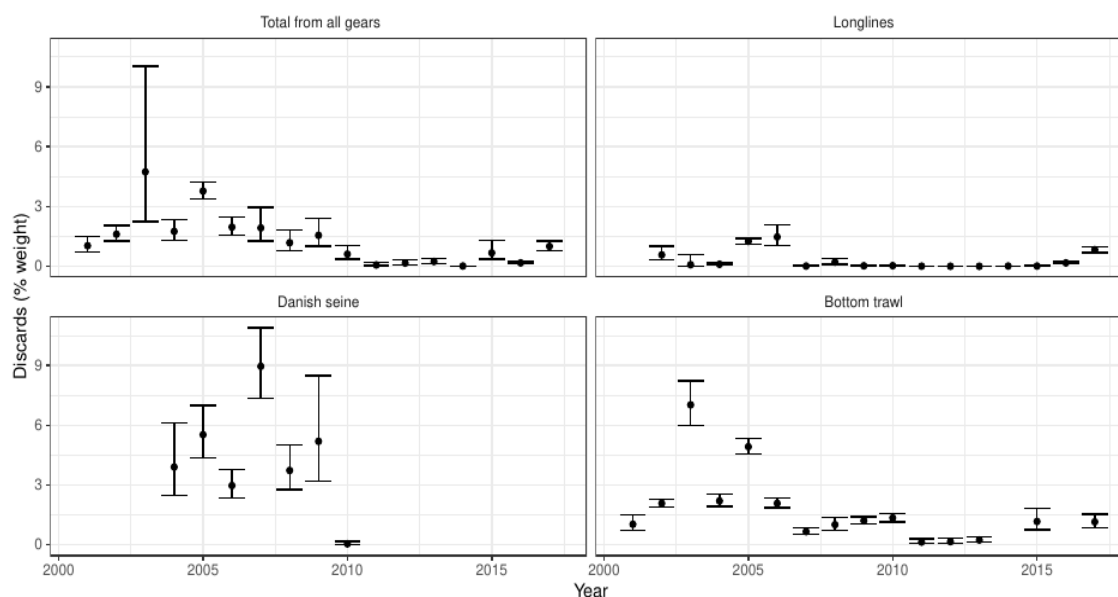 Total from all gears
Longlines
9
6
3
0
Danish seine
Bottom trawl
Discards (% weight)
9
6
3
0
2000 2005 2010 2015 2000 2005 2010 2015
Year